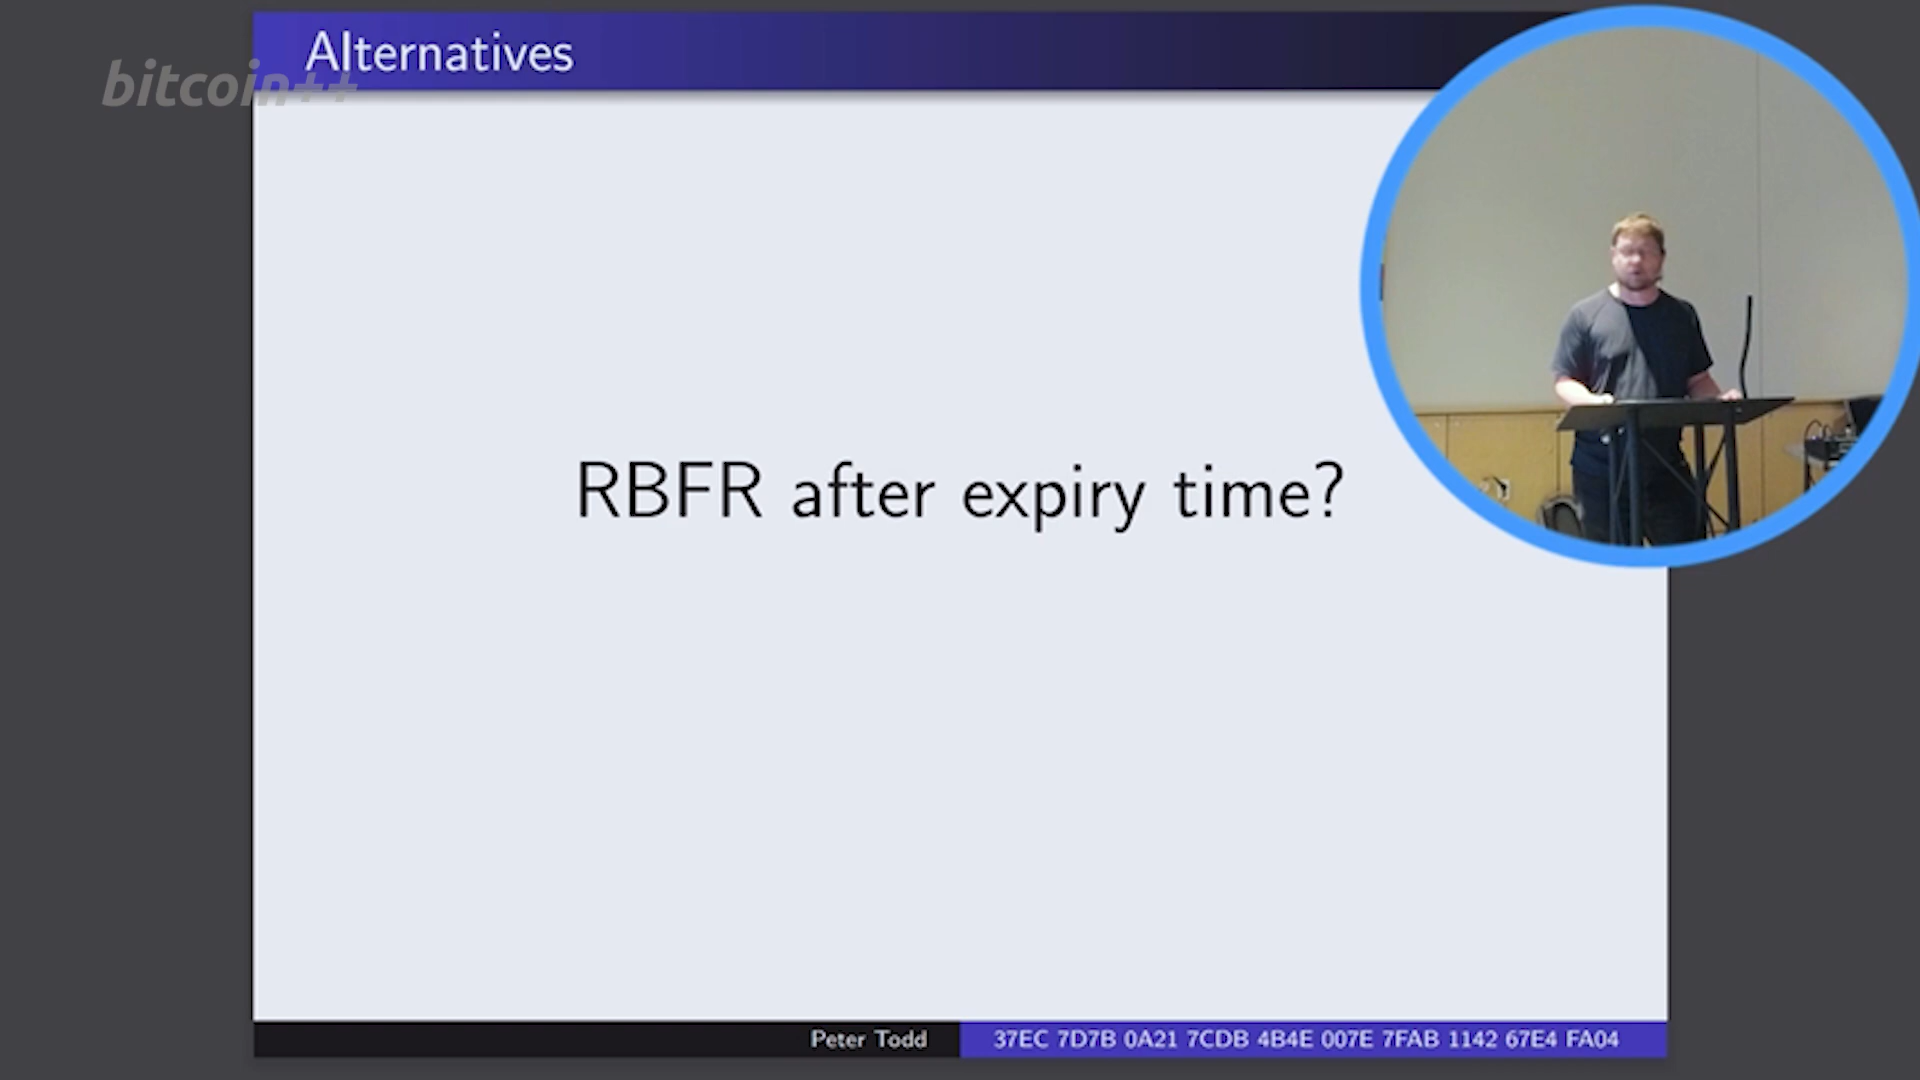 Alternatives
bitcoin++
RBFR after expiry time?
Peter Todd
37EC 7D7B 0A21 7CDB 4B4E 007E 7FAB 1142 67E4 FA04